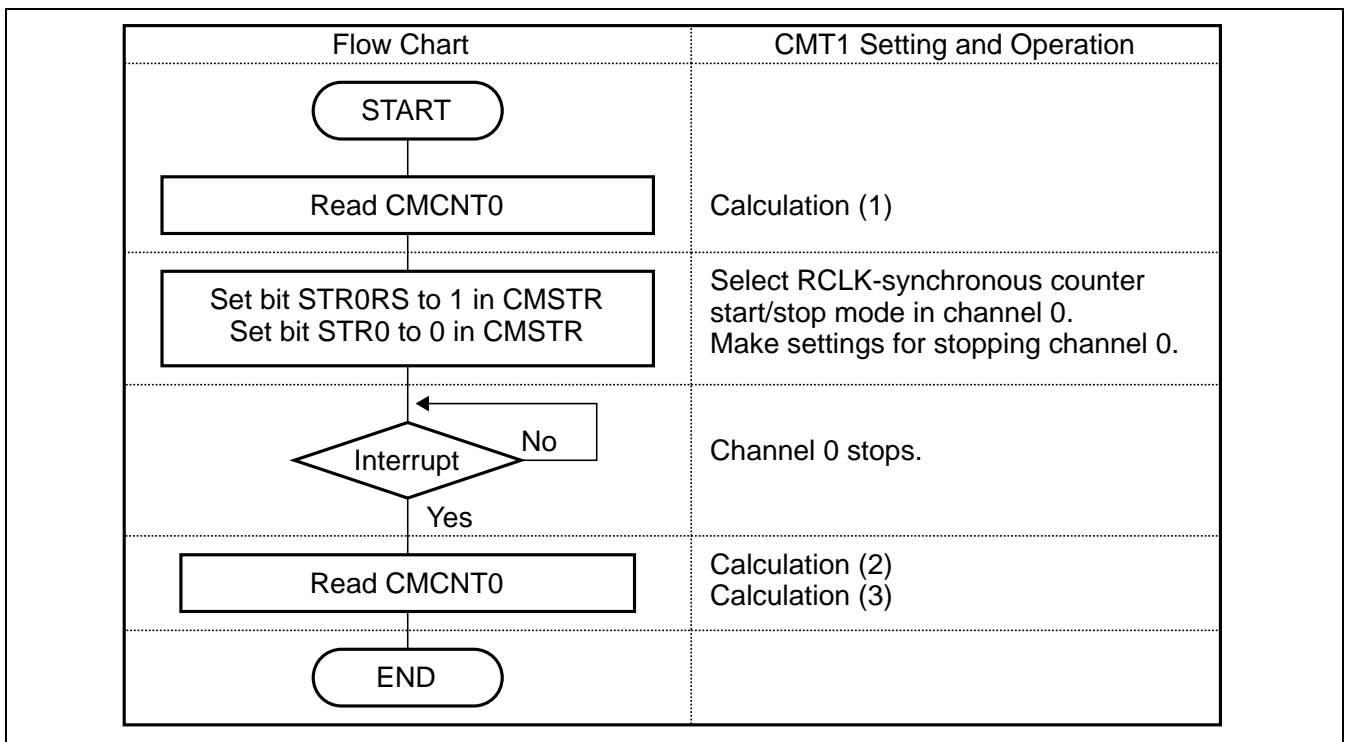 Flow Chart
CMT1 Setting and Operation
START
Read CMCNT0
Calculation (1)
Set bit STR0RS to 1 in CMSTR
Set bit STR0 to 0 in CMSTR
Select RCLK-synchronous counter
start/stop mode in channel 0.
Make settings for stopping channel 0.
Interrupt
No
Channel 0 stops.
Yes
Read CMCNT0
Calculation (2)
Calculation (3)
END